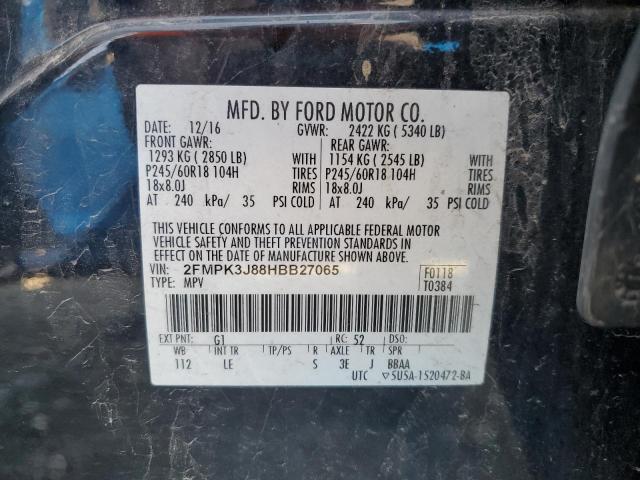 MFD. BY FORD MOTOR CO.
DATE: 12/16 GVWR: 2422 KG ( 5340 LB)
FRONT GAWR: REAR GAWR:
1293 KG ( 2850 LB) WITH 1154 KG ( 2545 LB) WITH
P245/60R18 104H TIRES P245/60R18 104H TIRES
18x8.0J RIMS 18x8.0J RIMS
AT 240 kPa/ 35 PSI COLD AT 240 kPa/ 35 PSI COLD
THIS VEHICLE CONFORMS TO ALL APPLICABLE FEDERAL MOTOR
VEHICLE SAFETY AND THEFT PREVENTION STANDARDS IN
EFFECT ON THE DATE OF MANUFACTURE SHOWN ABOVE.
VIN: 2FMPK3J88HBB27065 F0118
TYPE: MPV T0384
EXT PNT: G1 RC: 52 DSO:
WB INT TR TP/PS R AXLE TR SPR
112 LE S 3E J BBAA
UTC ▽5U5A-1520472-BA